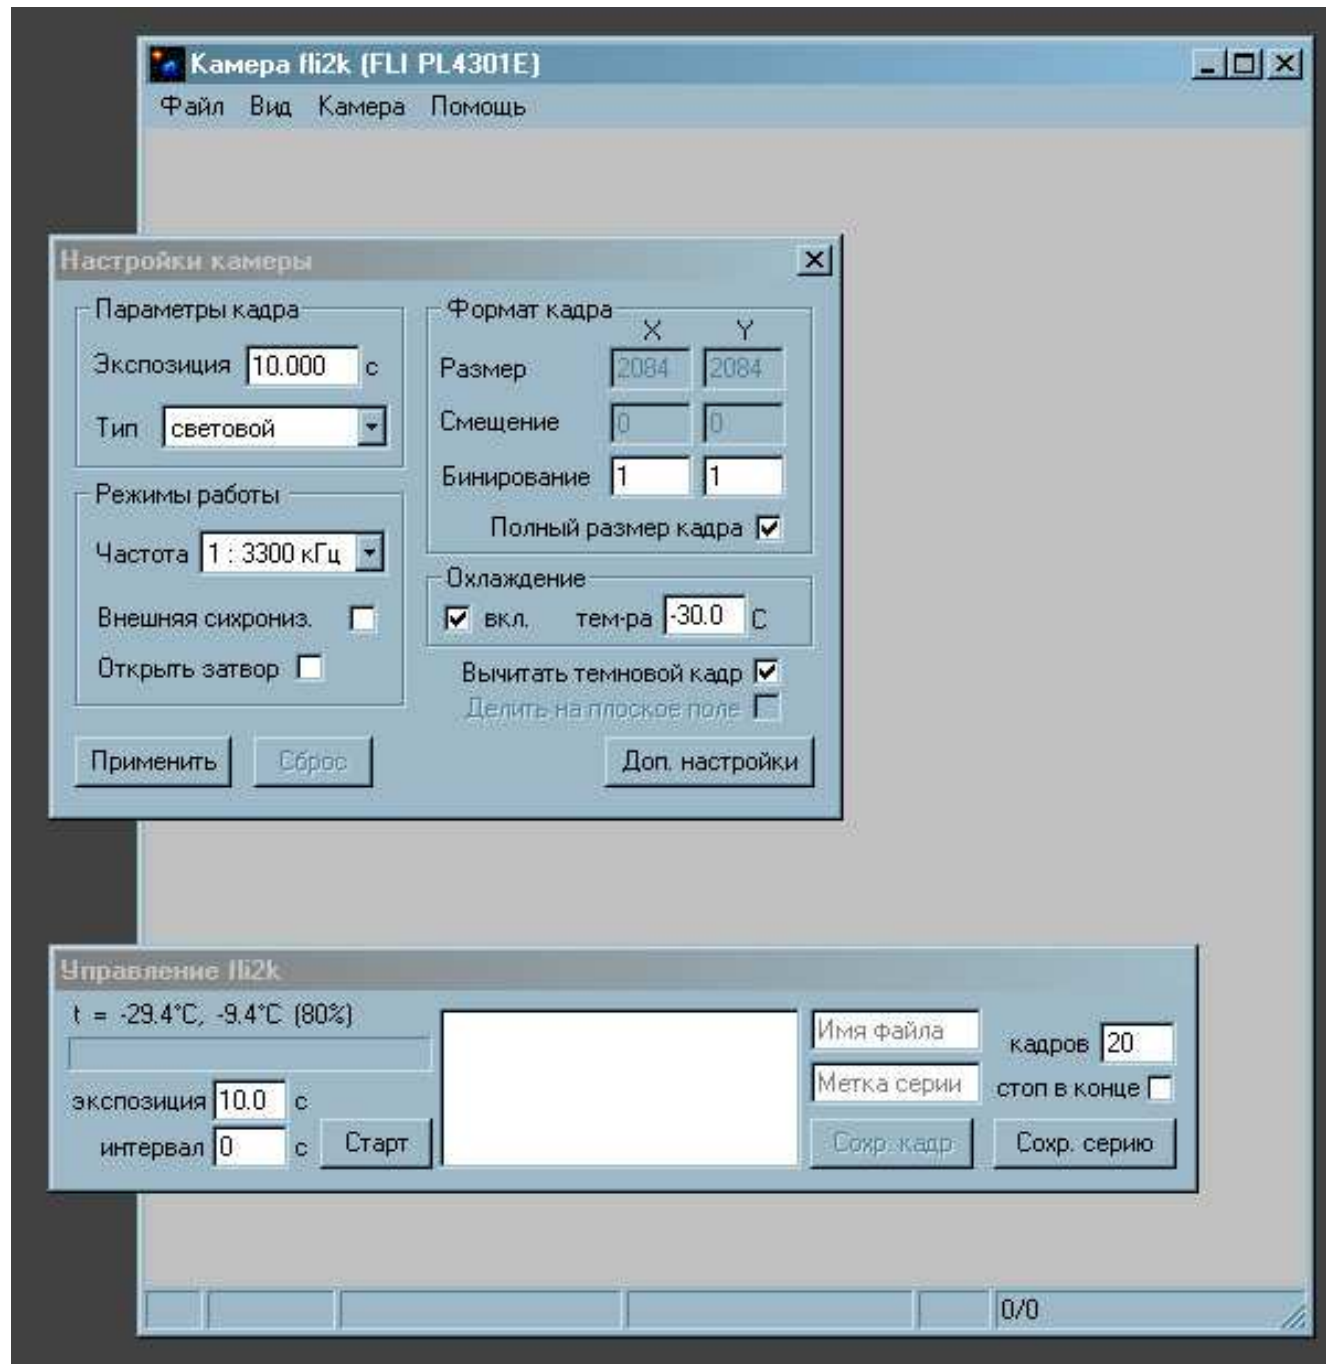 Камера fli2k (FLI PL4301E)
Файл Вид Камера Помощь
Настройки камеры
Параметры кадра
Экспозиция 10.000 с
Тип световой
Режимы работы
Частота 1 : 3300 кГц
Внешняя сихрониз.
Открыть затвор
Применить Сброс
Формат кадра
X Y
Размер 2084 2084
Смещение 0 0
Бинирование 1 1
Полный размер кадра
Охлаждение
вкл. тем-ра -30.0 C
Вычитать темновой кадр
Делить на плоское поле
Доп. настройки
Управление fli2k
t = -29.4°C, -9.4°C (80%)
экспозиция 10.0 с
интервал 0 с Старт
Имя файла кадров 20
Метка серии стоп в конце
Сохр. кадр Сохр. серию
0/0